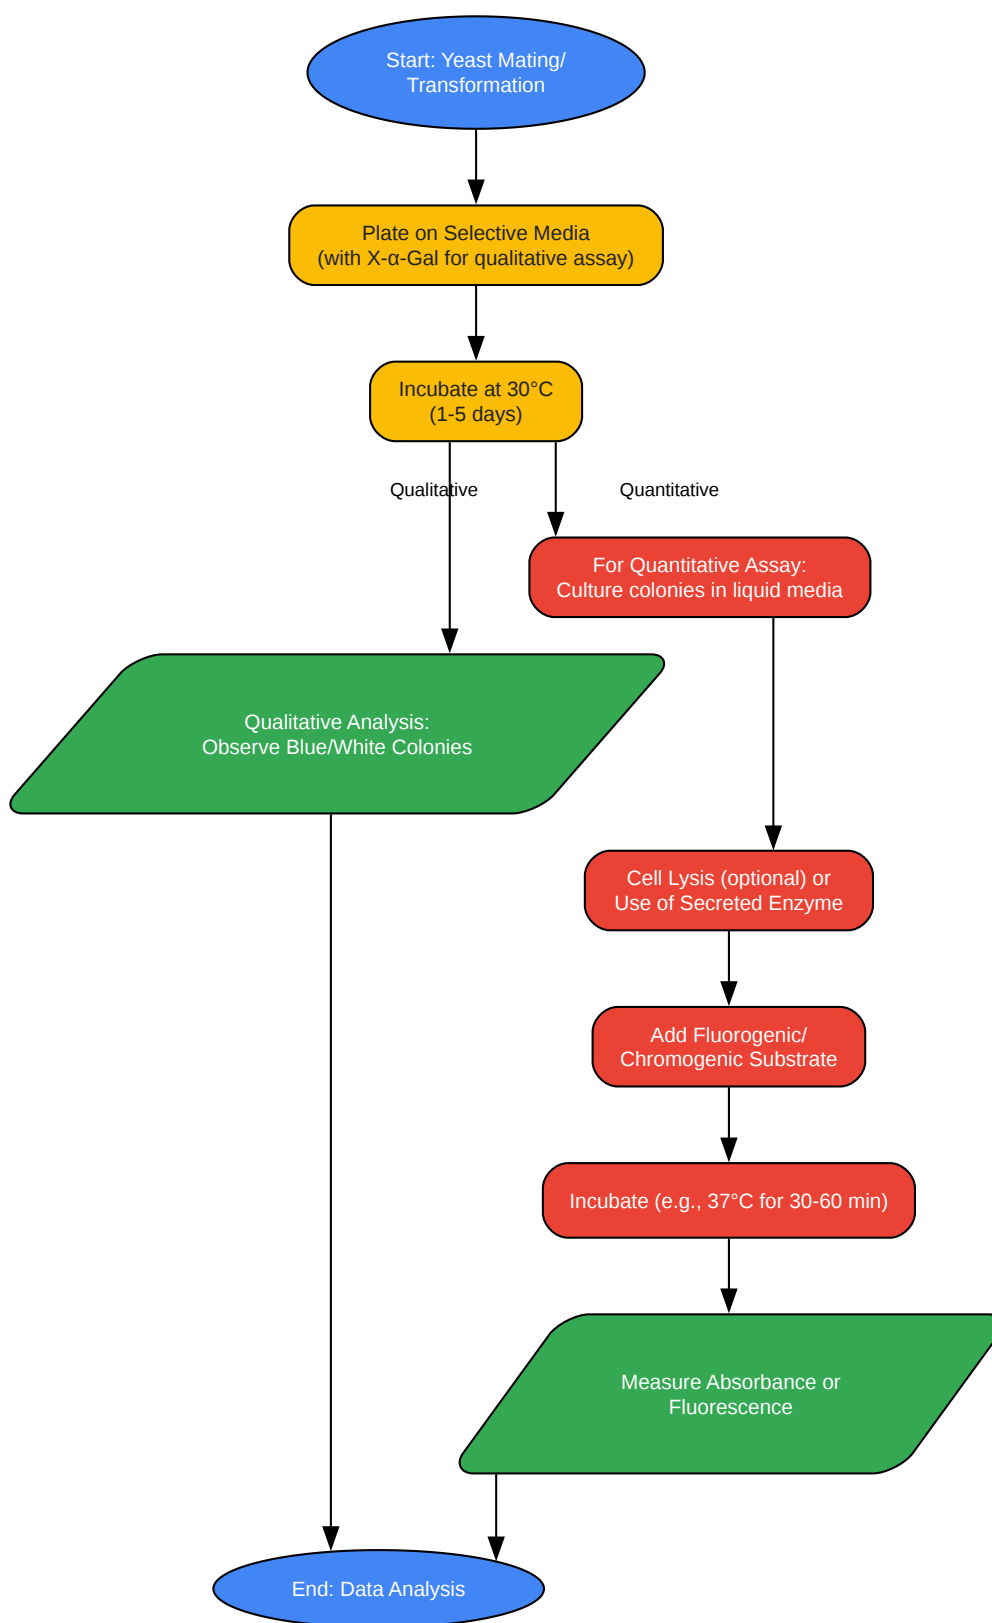 Start: Yeast Mating/
Transformation
Plate on Selective Media
(with X-α-Gal for qualitative assay)
Incubate at 30°C
(1-5 days)
Qualitative
Quantitative
For Quantitative Assay:
Culture colonies in liquid media
Qualitative Analysis:
Observe Blue/White Colonies
Cell Lysis (optional) or
Use of Secreted Enzyme
Add Fluorogenic/
Chromogenic Substrate
Incubate (e.g., 37°C for 30-60 min)
Measure Absorbance or
Fluorescence
End: Data Analysis